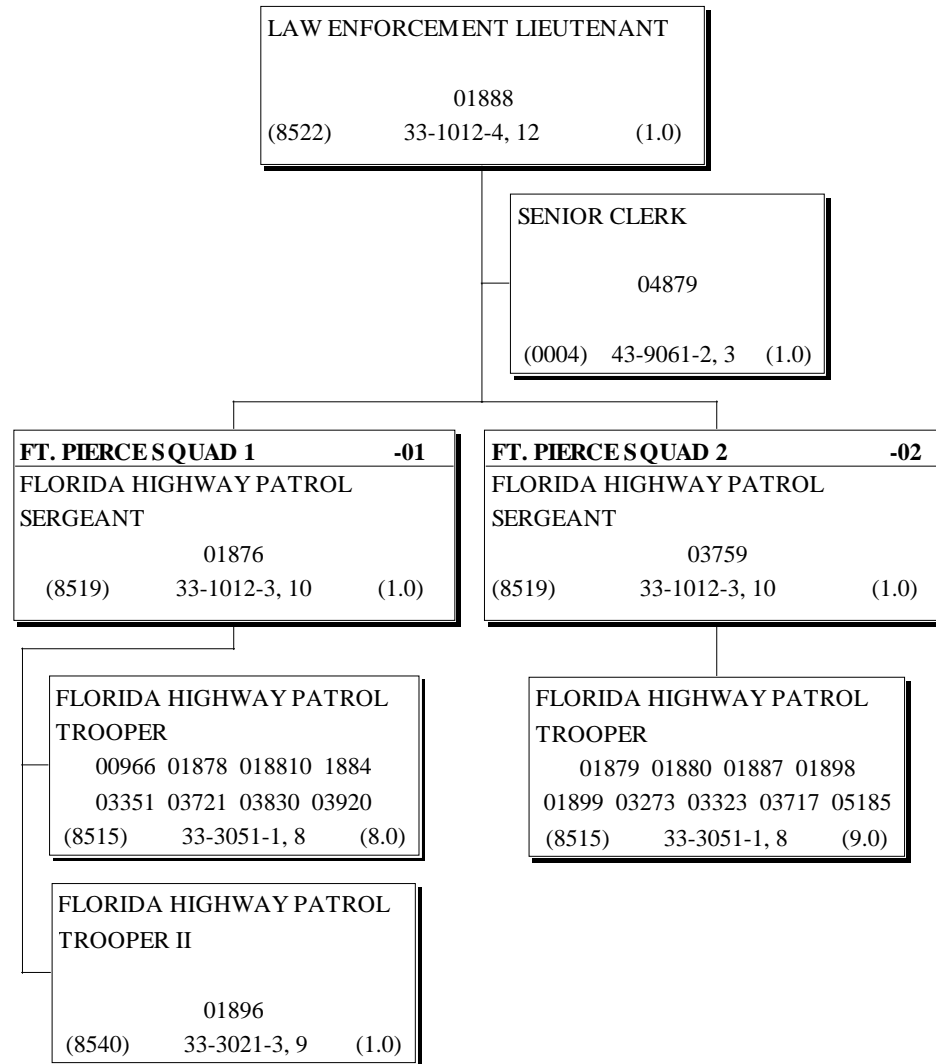 LAW ENFORCEMENT LIEUTENANT
01888
(8522) 33-1012-4, 12 (1.0)
SENIOR CLERK
04879
(0004) 43-9061-2, 3 (1.0)
FT. PIERCE SQUAD 1 -01
FLORIDA HIGHWAY PATROL
SERGEANT
01876
(8519) 33-1012-3, 10 (1.0)
FT. PIERCE SQUAD 2 -02
FLORIDA HIGHWAY PATROL
SERGEANT
03759
(8519) 33-1012-3, 10 (1.0)
FLORIDA HIGHWAY PATROL
TROOPER
00966 01878 018810 1884
03351 03721 03830 03920
(8515) 33-3051-1, 8 (8.0)
FLORIDA HIGHWAY PATROL
TROOPER
01879 01880 01887 01898
01899 03273 03323 03717 05185
(8515) 33-3051-1, 8 (9.0)
FLORIDA HIGHWAY PATROL
TROOPER II
01896
(8540) 33-3021-3, 9 (1.0)